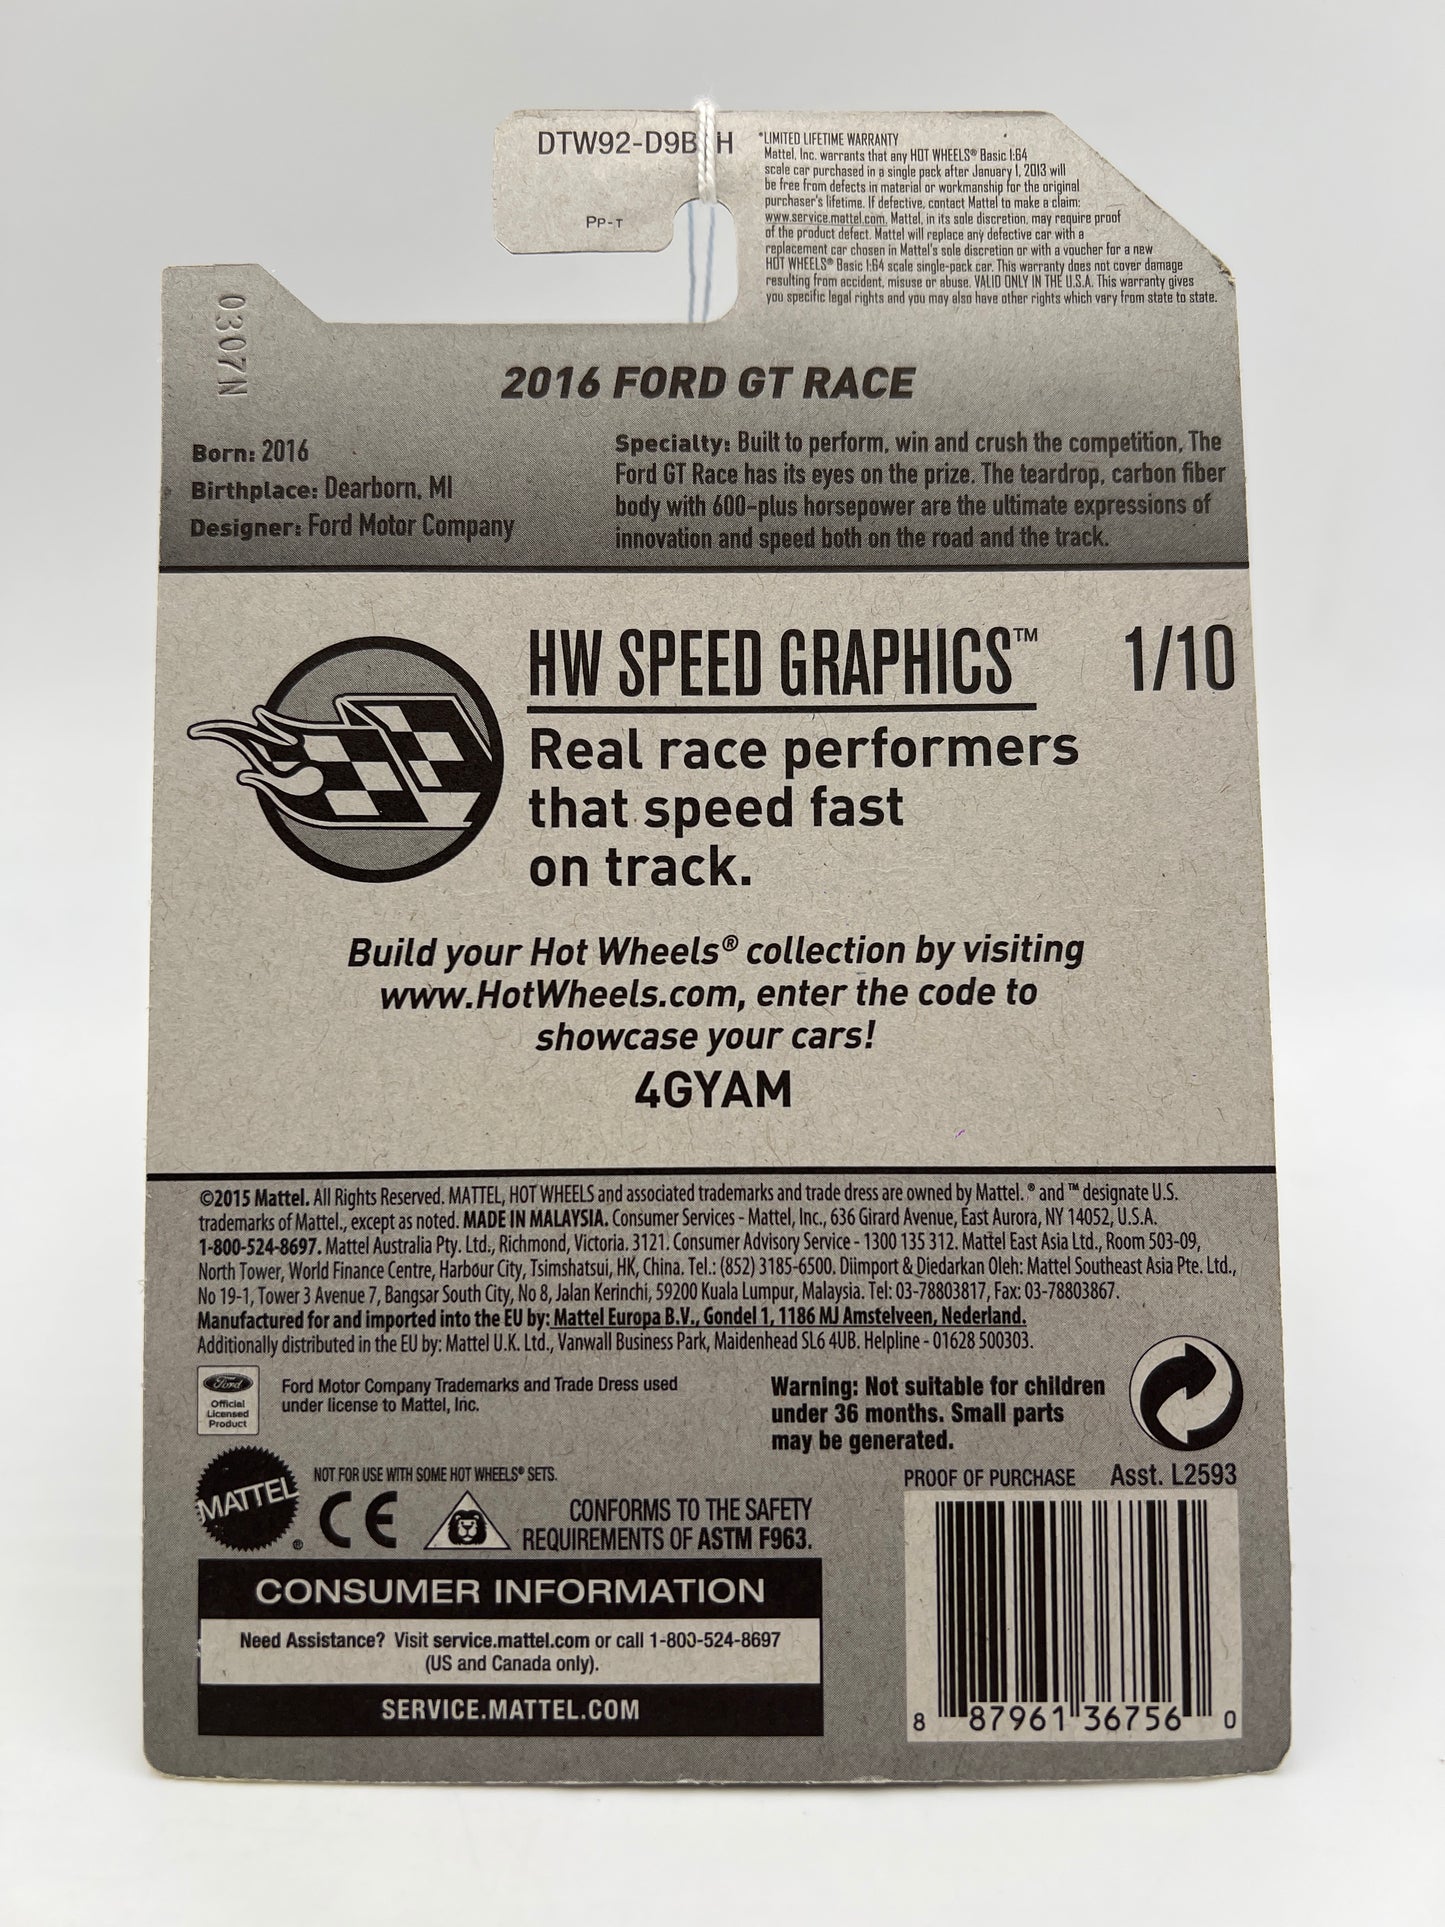 DTW92-D9B H
PP-T
*LIMITED LIFETIME WARRANTY
Mattel, Inc. warrants that any HOT WHEELS® Basic 1:64
scale car purchased in a single pack after January 1, 2013 will
be free from defects in material or workmanship for the original
purchaser's lifetime. If defective, contact Mattel to make a claim:
www.service.mattel.com. Mattel, in its sole discretion, may require proof
of the product defect. Mattel will replace any defective car with a
replacement car chosen in Mattel's sole discretion or with a voucher for a new
HOT WHEELS® Basic 1:64 scale single-pack car. This warranty does not cover damage
resulting from accident, misuse or abuse. VALID ONLY IN THE U.S.A. This warranty gives
you specific legal rights and you may also have other rights which vary from state to state.
0307N
2016 FORD GT RACE
Born: 2016
Birthplace: Dearborn, MI
Designer: Ford Motor Company
Specialty: Built to perform, win and crush the competition, The
Ford GT Race has its eyes on the prize. The teardrop, carbon fiber
body with 600-plus horsepower are the ultimate expressions of
innovation and speed both on the road and the track.
HW SPEED GRAPHICS™ 1/10
Real race performers
that speed fast
on track.
Build your Hot Wheels® collection by visiting
www.HotWheels.com, enter the code to
showcase your cars!
4GYAM
©2015 Mattel. All Rights Reserved. MATTEL, HOT WHEELS and associated trademarks and trade dress are owned by Mattel. ® and ™ designate U.S.
trademarks of Mattel., except as noted. MADE IN MALAYSIA. Consumer Services - Mattel, Inc., 636 Girard Avenue, East Aurora, NY 14052, U.S.A.
1-800-524-8697. Mattel Australia Pty. Ltd., Richmond, Victoria. 3121. Consumer Advisory Service - 1300 135 312. Mattel East Asia Ltd., Room 503-09,
North Tower, World Finance Centre, Harbour City, Tsimshatsui, HK, China. Tel.: (852) 3185-6500. Diimport & Diedarkan Oleh: Mattel Southeast Asia Pte. Ltd.,
No 19-1, Tower 3 Avenue 7, Bangsar South City, No 8, Jalan Kerinchi, 59200 Kuala Lumpur, Malaysia. Tel: 03-78803817, Fax: 03-78803867.
Manufactured for and imported into the EU by: Mattel Europa B.V., Gondel 1, 1186 MJ Amstelveen, Nederland.
Additionally distributed in the EU by: Mattel U.K. Ltd., Vanwall Business Park, Maidenhead SL6 4UB. Helpline - 01628 500303.
Ford
Official
Licensed
Product
Ford Motor Company Trademarks and Trade Dress used
under license to Mattel, Inc.
Warning: Not suitable for children
under 36 months. Small parts
may be generated.
MATTEL®
NOT FOR USE WITH SOME HOT WHEELS® SETS.
CE
CONFORMS TO THE SAFETY
REQUIREMENTS OF ASTM F963.
PROOF OF PURCHASE Asst. L2593
CONSUMER INFORMATION
Need Assistance? Visit service.mattel.com or call 1-800-524-8697
(US and Canada only).
SERVICE.MATTEL.COM
8 87961 36756 0